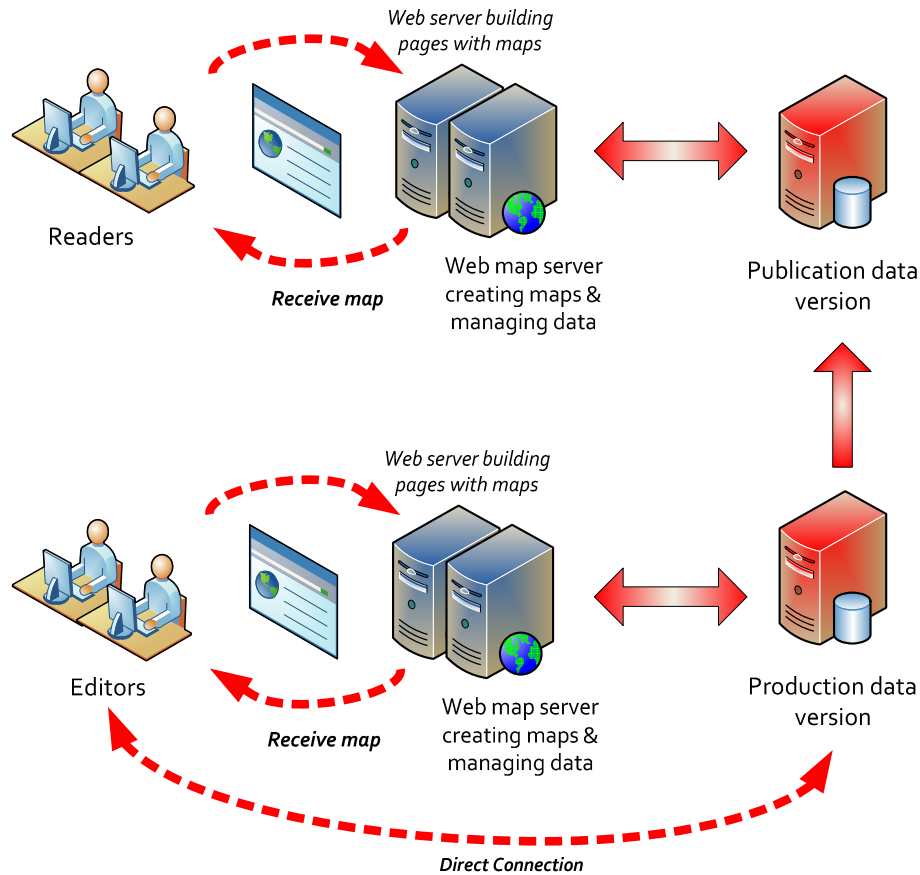 Web server building
pages with maps
Readers
Receive map
Web map server
creating maps &
managing data
Publication data
version
Web server building
pages with maps
Editors
Receive map
Web map server
creating maps &
managing data
Production data
version
Direct Connection